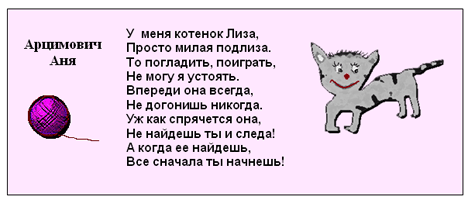 Арцимович
Аня
У меня котенок Лиза,
Просто милая подлиза.
То погладить, поиграть,
Не могу я устоять.
Впереди она всегда,
Не догонишь никогда.
Уж как спрячется она,
Не найдешь ты и следа!
А когда ее найдешь,
Все сначала ты начнешь!